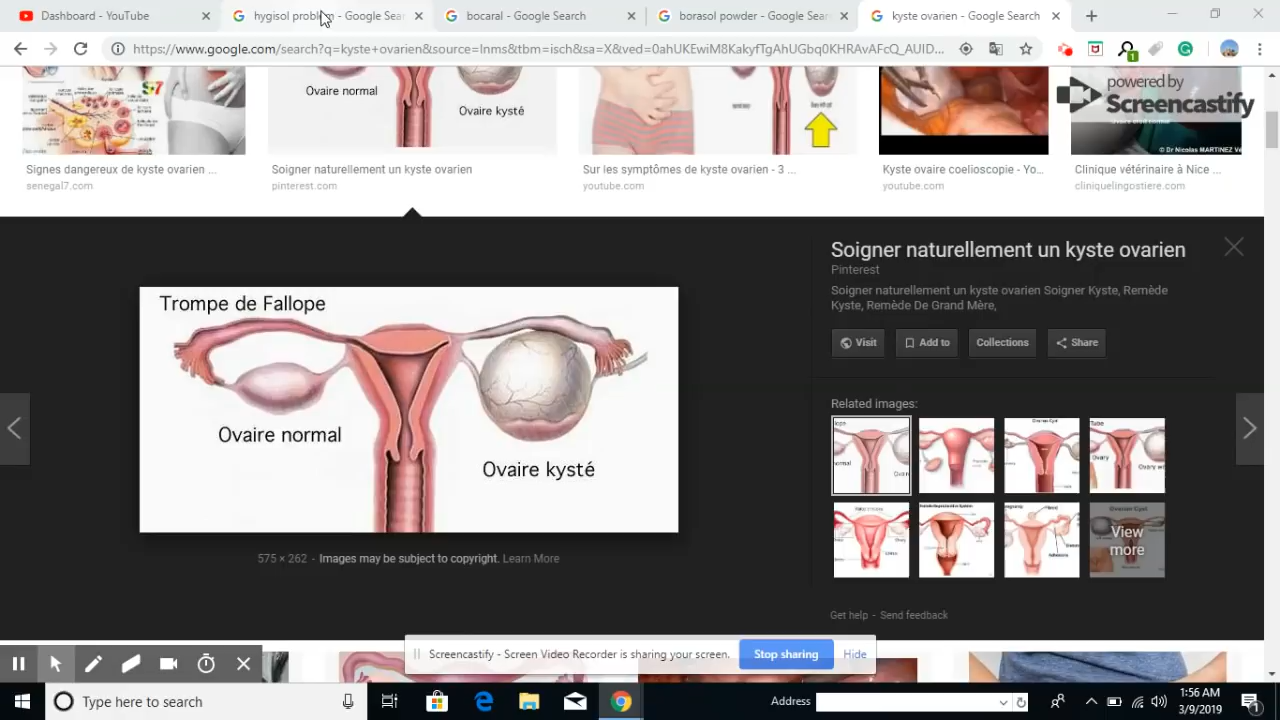 Dashboard - YouTube
hygisol problem - Google Sear
bocaral - Google Search
borasol powder - Google Sear
kyste ovarien - Google Search
https://www.google.com/search?q=kyste+ovarien&source=lnms&tbm=isch&sa=X&ved=0ahUKEwiM8KakyfTgAhUGbq0KHRAvAFcQ_AUID...
1
powered by
Screencastify
Ovaire normal
Ovaire kysté
© Dr Nicolas MARTINEZ
Signes dangereux de kyste ovarien ...
senegal7.com
Soigner naturellement un kyste ovarien
pinterest.com
Sur les symptômes de kyste ovarien - 3 ...
youtube.com
Kyste ovaire coelioscopie - Yo...
youtube.com
Clinique vétérinaire à Nice ...
cliniquelingostiere.com
Soigner naturellement un kyste ovarien
Pinterest
Soigner naturellement un kyste ovarien Soigner Kyste, Remède
Kyste, Remède De Grand Mère,
Visit
Add to
Collections
Share
Trompe de Fallope
Ovaire normal
Ovaire kysté
575 × 262 - Images may be subject to copyright. Learn More
Related images:
View
more
Get help - Send feedback
Screencastify - Screen Video Recorder is sharing your screen.
Stop sharing
Hide
Type here to search
Address
1:56 AM
3/9/2019
1